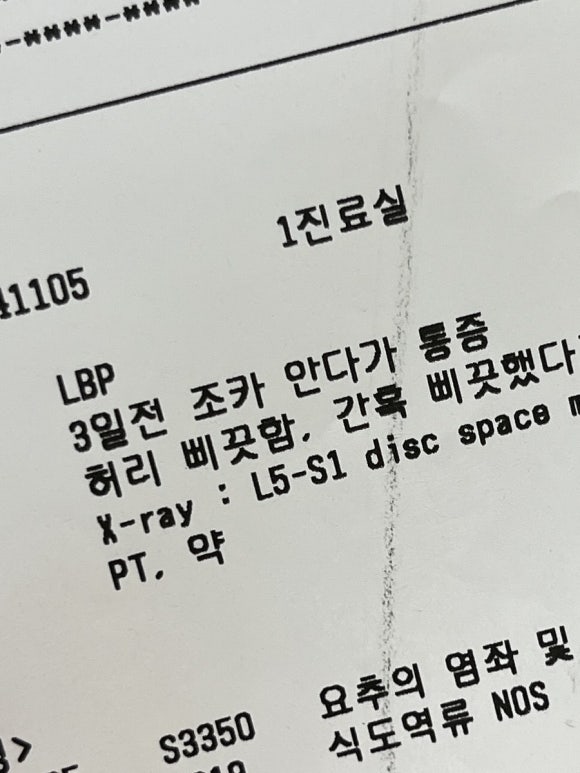 -****-****
1진료실
41105
LBP
3일전 조카 안다가 통증
허리 삐끗함. 간혹 삐끗했다
X-ray : L5-S1 disc space
PT. 약
S3350 요추의 염좌 및
식도역류 NOS